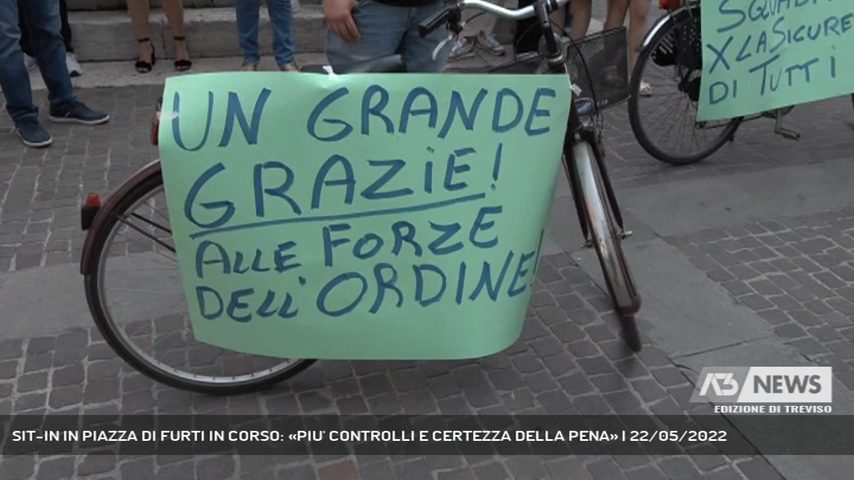 UN GRANDE
GRAZIE!
ALLE FORZE
DELL'ORDINE!
X LA SICURE
DI TUTTI
A3 NEWS
EDIZIONE DI TREVISO
SIT-IN IN PIAZZA DI FURTI IN CORSO: «PIU' CONTROLLI E CERTEZZA DELLA PENA» | 22/05/2022